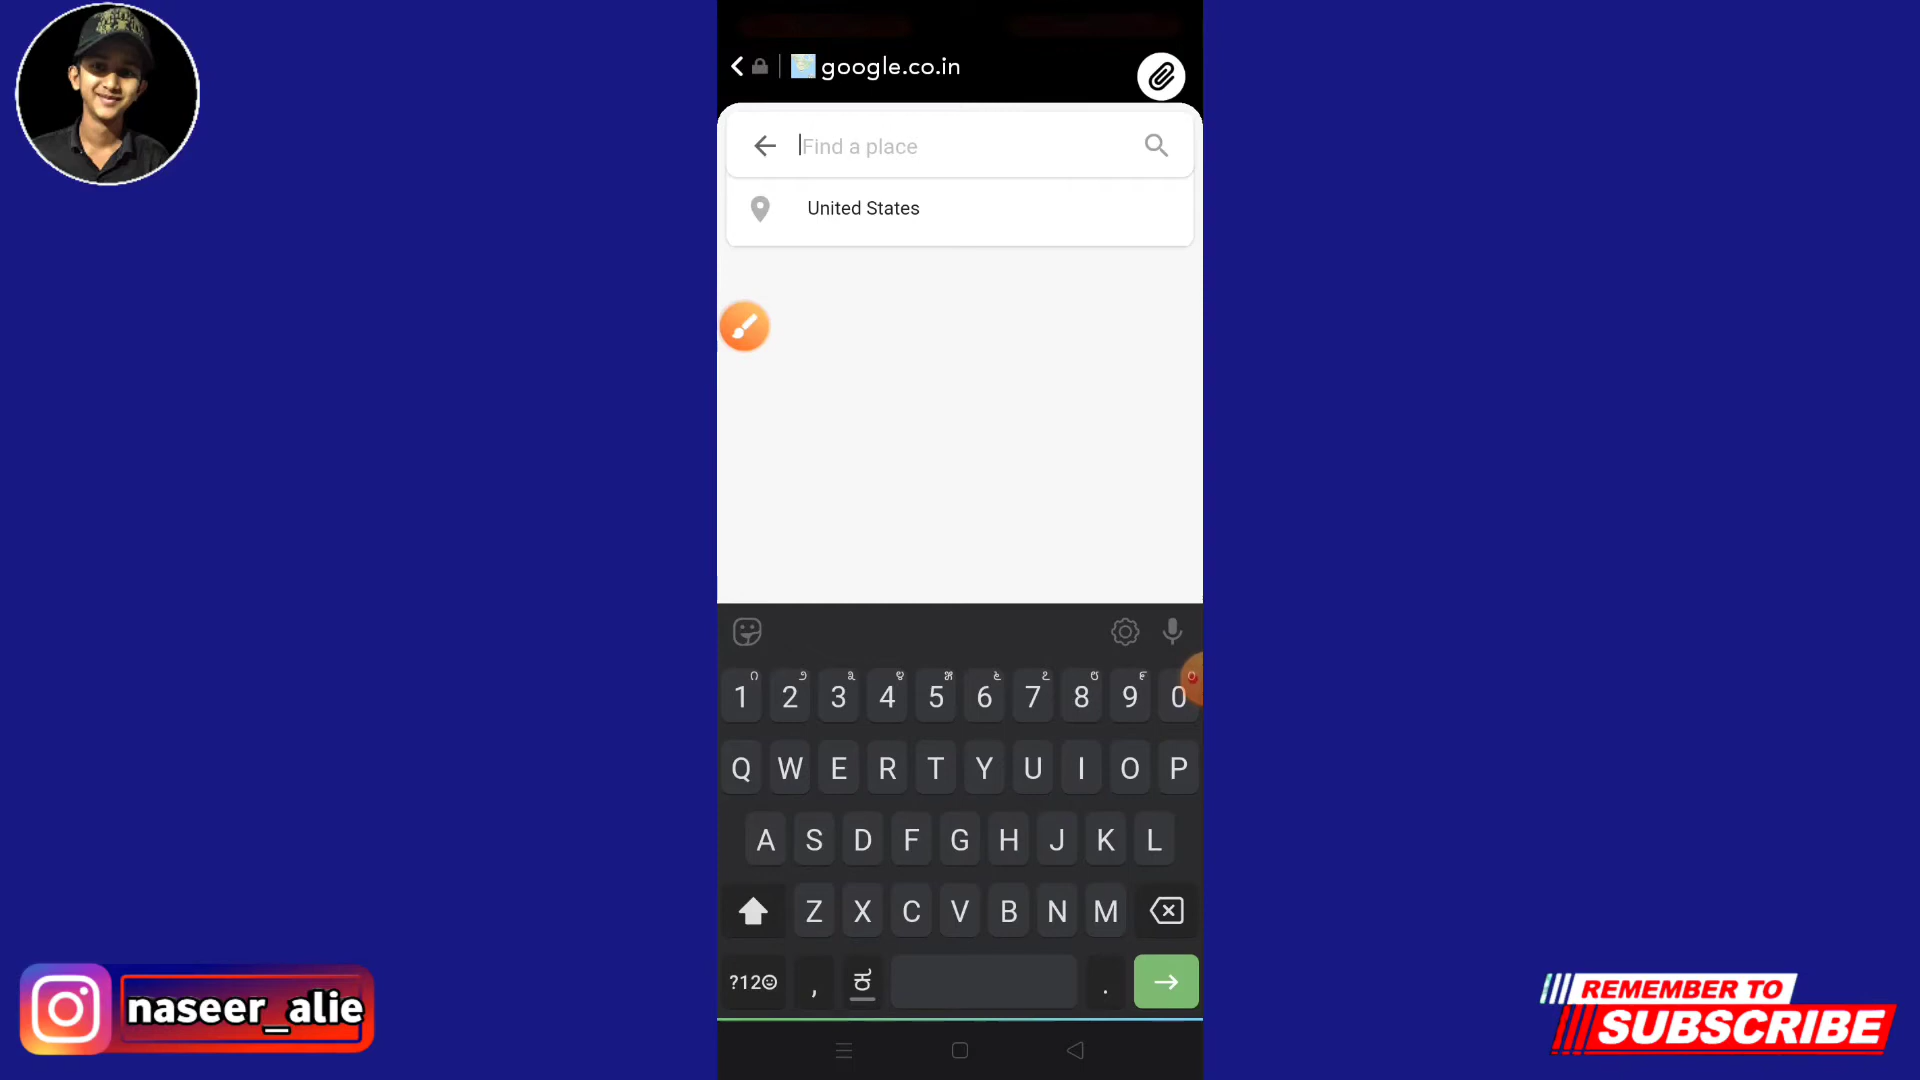 google.co.in
Find a place
United States
1 2 3 4 5 6 7 8 9 0
Q W E R T Y U I O P
A S D F G H J K L
Z X C V B N M
?12☺ , ಕ .
naseer_alie
REMEMBER TO
SUBSCRIBE